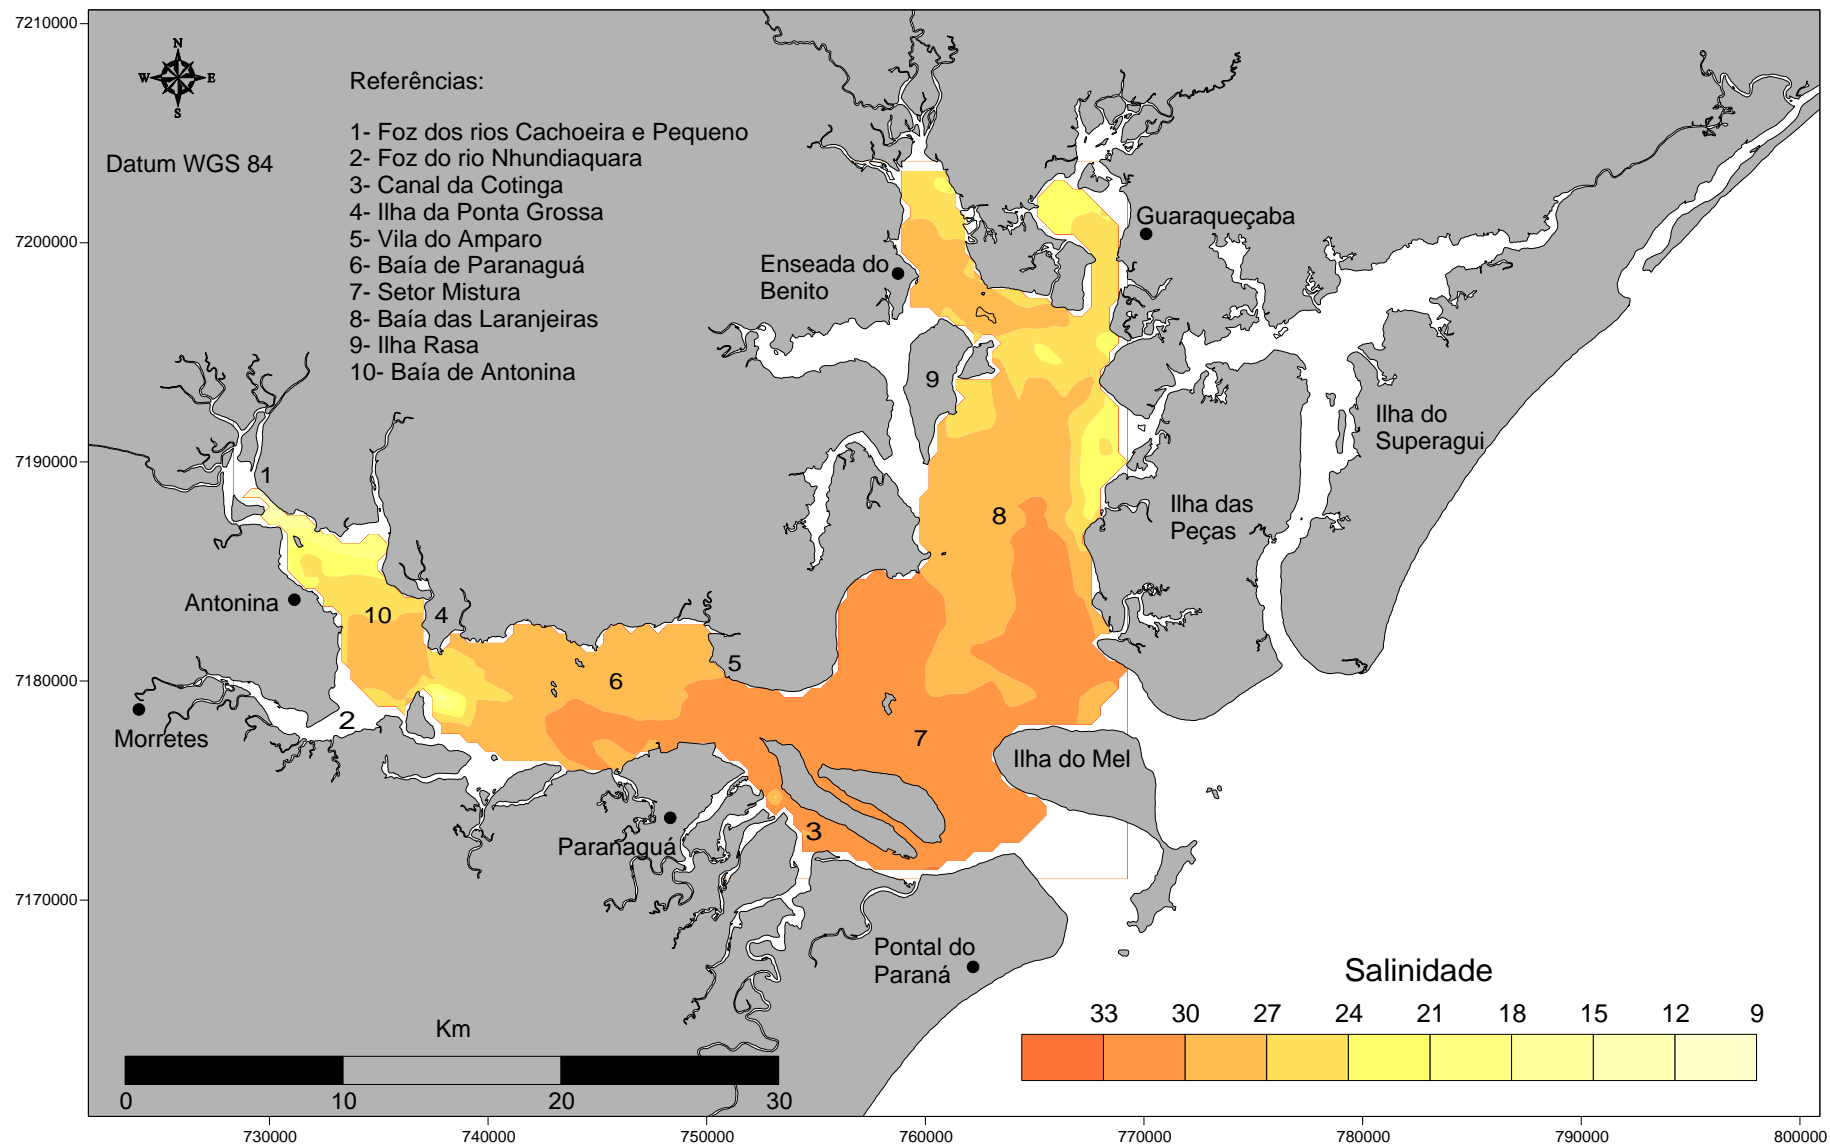 7210000
N
W
E
S
Referências:
1- Foz dos rios Cachoeira e Pequeno
2- Foz do rio Nhundiaquara
3- Canal da Cotinga
4- Ilha da Ponta Grossa
5- Vila do Amparo
6- Baía de Paranaguá
7- Setor Mistura
8- Baía das Laranjeiras
9- Ilha Rasa
10- Baía de Antonina
Datum WGS 84
Guaraqueçaba
7200000
Enseada do
Benito
9
Ilha do
Superagui
7190000
1
8
Ilha das
Peças
Antonina
10
4
5
6
7180000
2
Morretes
7
Ilha do Mel
3
Paranaguá
7170000
Pontal do
Paraná
Salinidade
33 30 27 24 21 18 15 12 9
Km
0 10 20 30
730000 740000 750000 760000 770000 780000 790000 800000